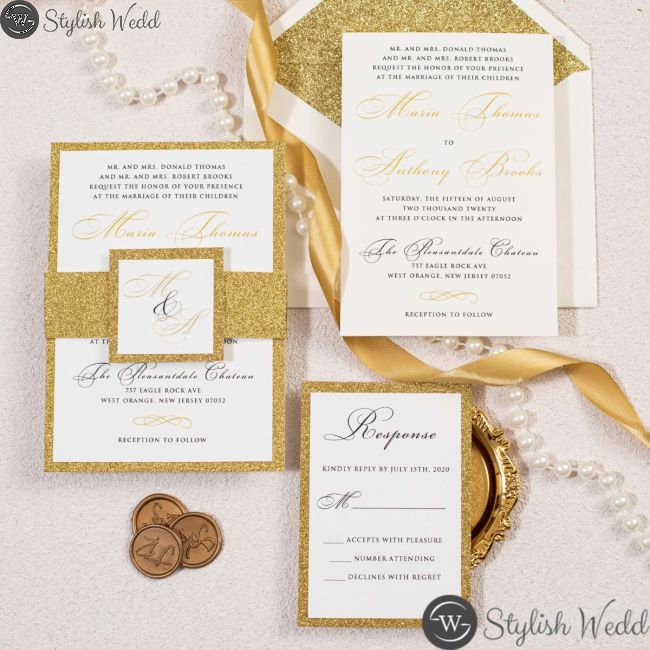 Stylish Wedd
MR. AND MRS. DONALD THOMAS
AND MR. AND MRS. ROBERT BROOKS
REQUEST THE HONOR OF YOUR PRESENCE
AT THE MARRIAGE OF THEIR CHILDREN
Maria Thomas
M
&
A
The Pleasantdale Chateau
757 EAGLE ROCK AVE
WEST ORANGE, NEW JERSEY 07052
RECEPTION TO FOLLOW
MR. AND MRS. DONALD THOMAS
AND MR. AND MRS. ROBERT BROOKS
REQUEST THE HONOR OF YOUR PRESENCE
AT THE MARRIAGE OF THEIR CHILDREN
Maria Thomas
TO
Anthony Brooks
SATURDAY, THE FIFTEEN OF AUGUST
TWO THOUSAND TWENTY
AT THREE O'CLOCK IN THE AFTERNOON
The Pleasantdale Chateau
757 EAGLE ROCK AVE
WEST ORANGE, NEW JERSEY 07052
RECEPTION TO FOLLOW
Response
KINDLY REPLY BY JULY 15TH, 2020
M
ACCEPTS WITH PLEASURE
NUMBER ATTENDING
DECLINES WITH REGRET
W
Stylish Wedd